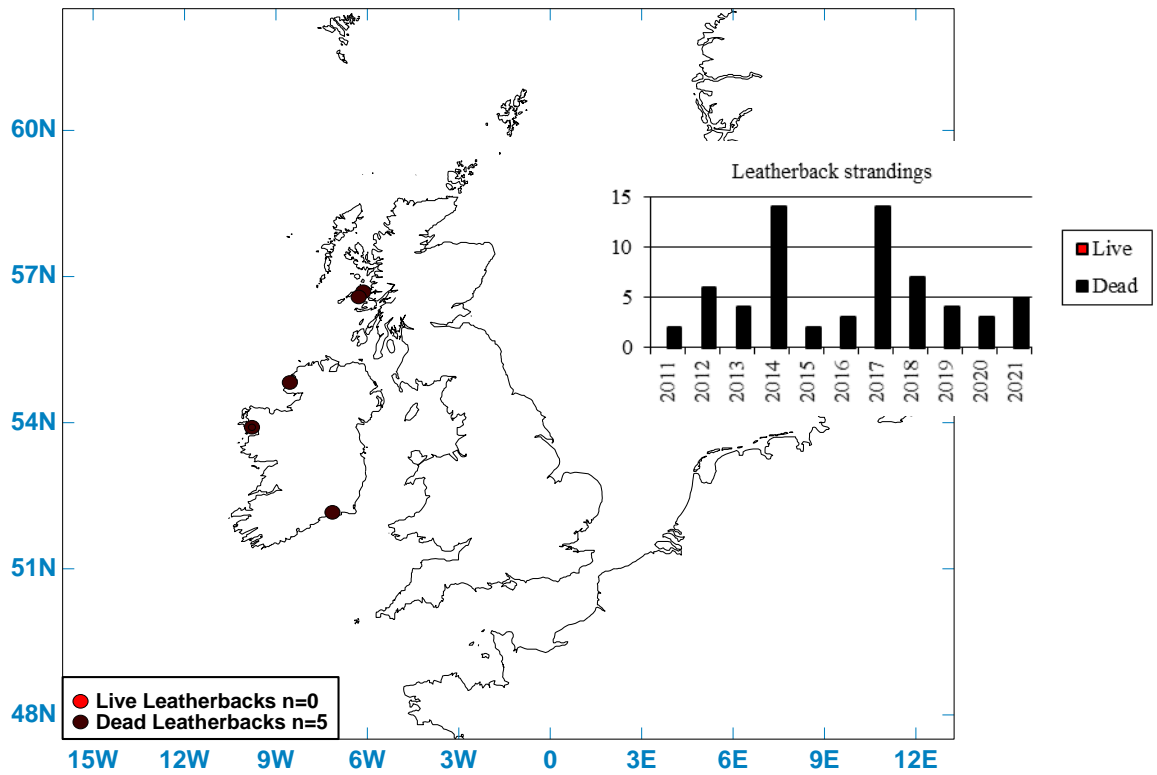 60N
57N
54N
51N
48N
15W 12W 9W 6W 3W 0 3E 6E 9E 12E
Leatherback strandings
15
10
5
0
2011 2012 2013 2014 2015 2016 2017 2018 2019 2020 2021
Live
Dead
Live Leatherbacks n=0
Dead Leatherbacks n=5